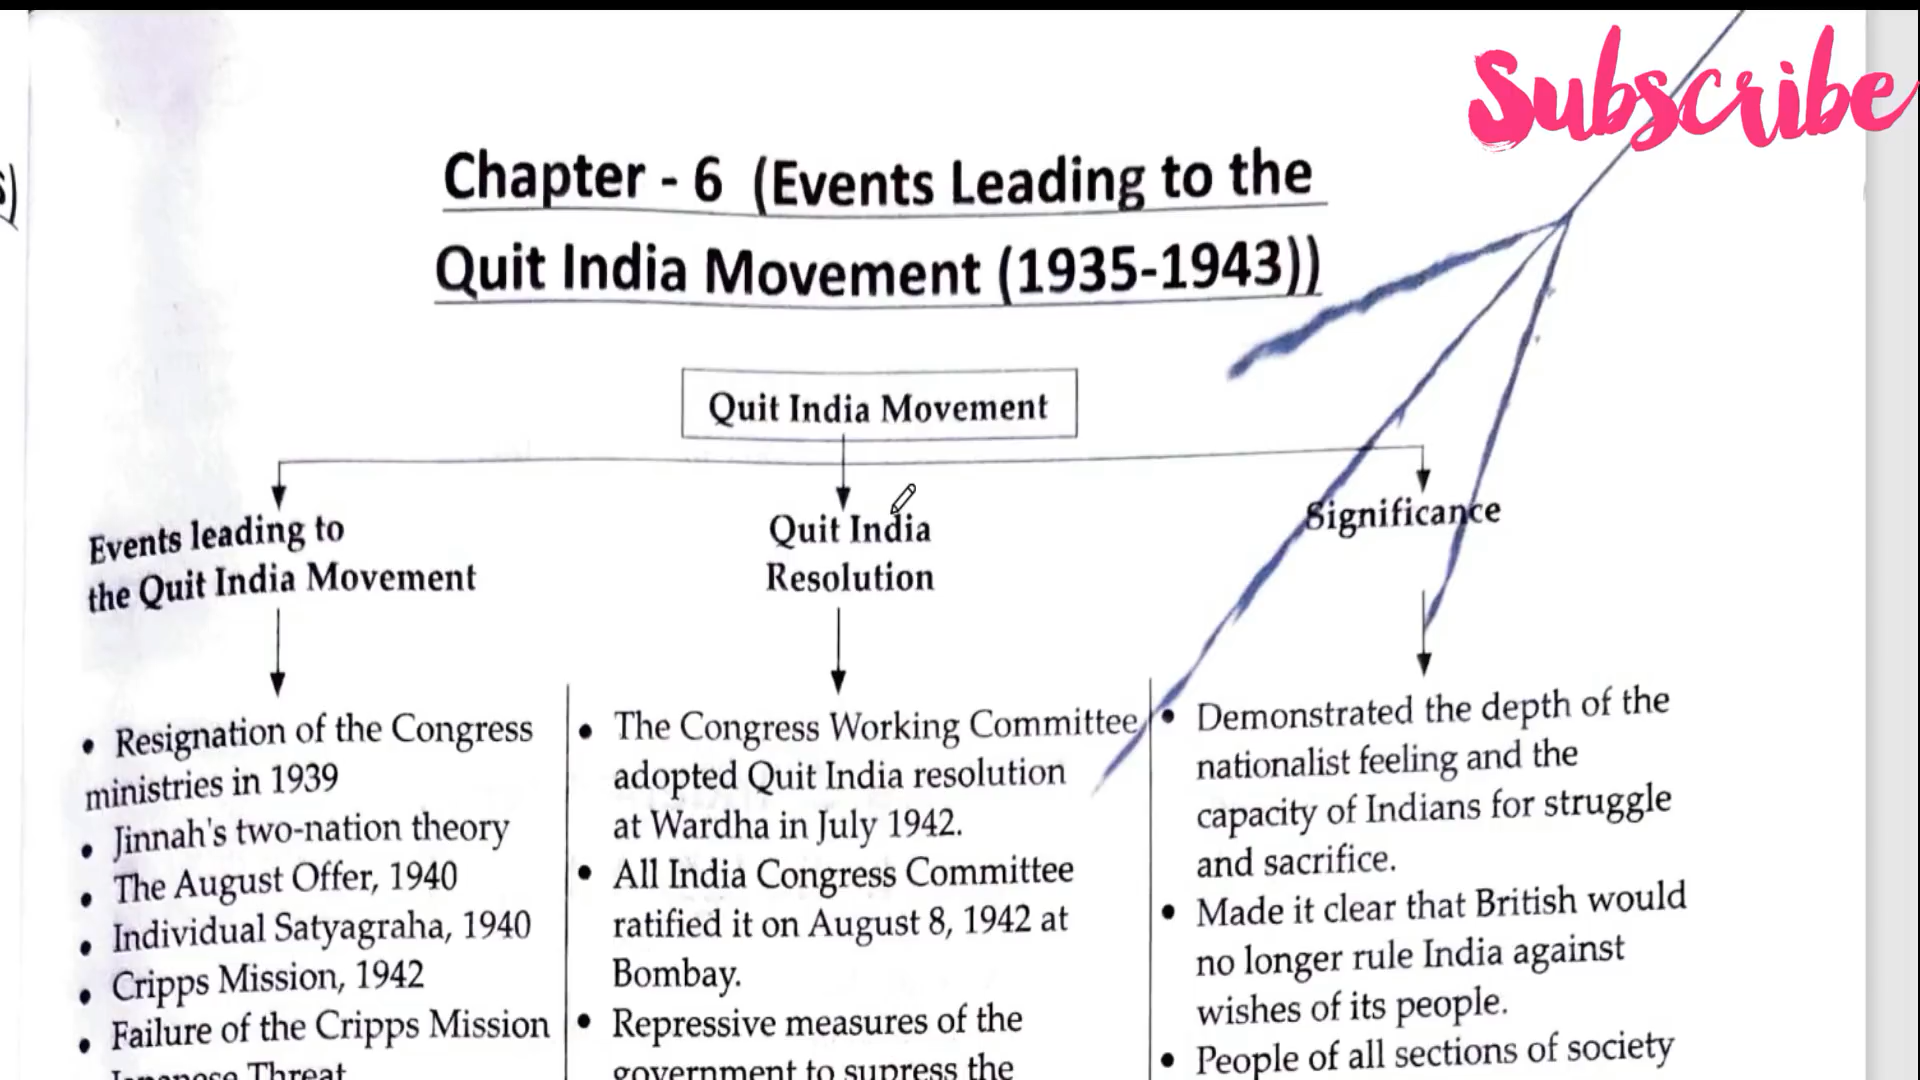 Subscribe
Chapter - 6 (Events Leading to the
Quit India Movement (1935-1943))
Quit India Movement
Events leading to
the Quit India Movement
Quit India
Resolution
Significance
• Resignation of the Congress
ministries in 1939
• Jinnah's two-nation theory
• The August Offer, 1940
• Individual Satyagraha, 1940
• Cripps Mission, 1942
• Failure of the Cripps Mission
Threat
• The Congress Working Committee
adopted Quit India resolution
at Wardha in July 1942.
• All India Congress Committee
ratified it on August 8, 1942 at
Bombay.
• Repressive measures of the
government to supress the
• Demonstrated the depth of the
nationalist feeling and the
capacity of Indians for struggle
and sacrifice.
• Made it clear that British would
no longer rule India against
wishes of its people.
• People of all sections of society